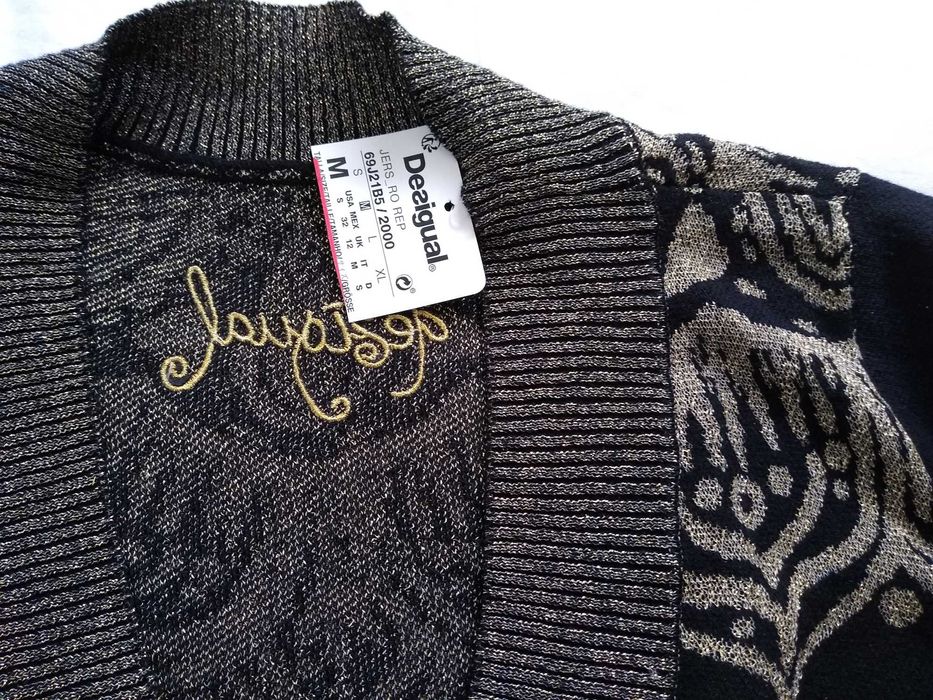 Desigual®
JERS_RO REP
69J21B5 / 2000
S M L XL
M
USA MEX UK IT D
S 32 12 M S
desigual